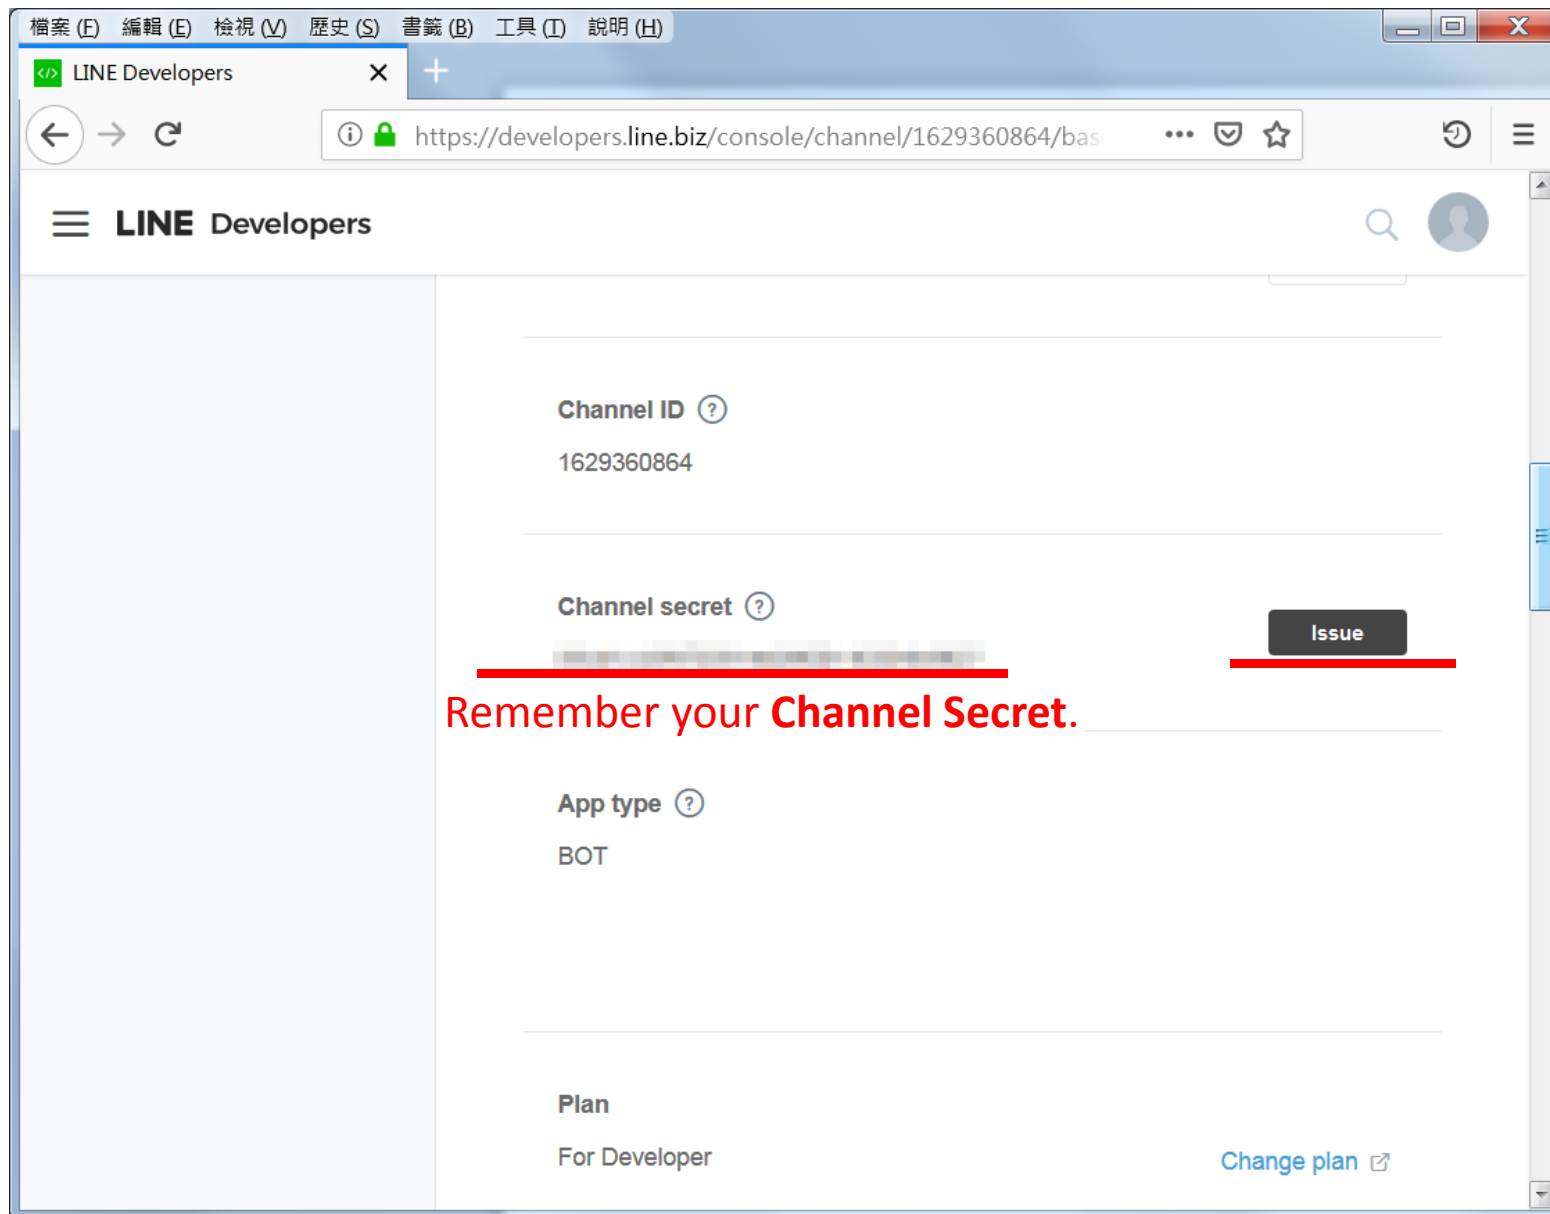 檔案 (F) 編輯 (E) 檢視 (V) 歷史 (S) 書籤 (B) 工具 (T) 說明 (H)
LINE Developers
https://developers.line.biz/console/channel/1629360864/bas
LINE Developers
Channel ID ?
1629360864
Channel secret ?
Issue
Remember your Channel Secret.
App type ?
BOT
Plan
For Developer
Change plan